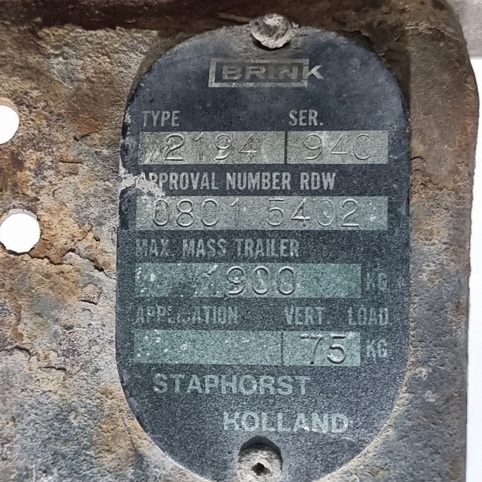 BRINK
TYPE SER.
2194 940
APPROVAL NUMBER RDW
0801 5402
MAX. MASS TRAILER
1900 KG
APPLICATION VERT. LOAD
75 KG
STAPHORST
HOLLAND